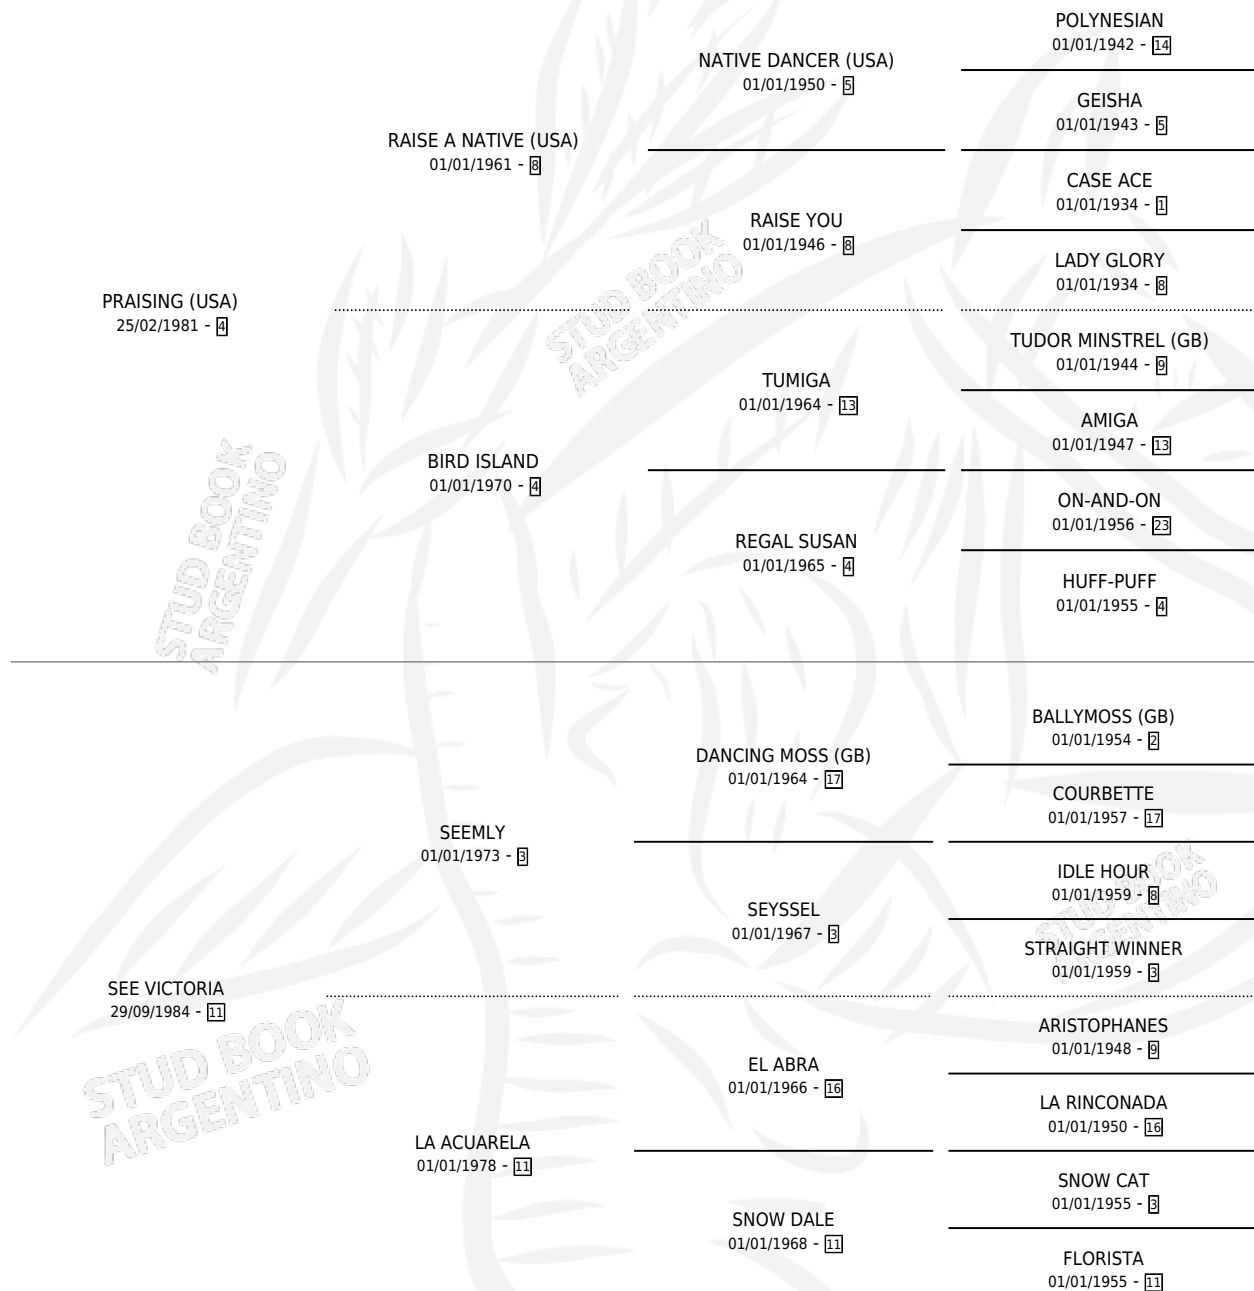 POLYNESIAN
01/01/1942 - 14
NATIVE DANCER (USA)
01/01/1950 - 5
GEISHA
01/01/1943 - 5
RAISE A NATIVE (USA)
01/01/1961 - 8
CASE ACE
01/01/1934 - 1
RAISE YOU
01/01/1946 - 8
LADY GLORY
01/01/1934 - 8
PRAISING (USA)
25/02/1981 - 4
STUD BOOK
ARGENTINO
TUDOR MINSTREL (GB)
01/01/1944 - 9
TUMIGA
01/01/1964 - 13
AMIGA
01/01/1947 - 13
BIRD ISLAND
01/01/1970 - 4
ON-AND-ON
01/01/1956 - 23
REGAL SUSAN
01/01/1965 - 4
HUFF-PUFF
01/01/1955 - 4
STUD BOOK
ARGENTINO
BALLYMOSS (GB)
01/01/1954 - 2
DANCING MOSS (GB)
01/01/1964 - 17
COURBETTE
01/01/1957 - 17
SEEMLY
01/01/1973 - 3
IDLE HOUR
01/01/1959 - 8
SEYSSEL
01/01/1967 - 3
STRAIGHT WINNER
01/01/1959 - 3
STUD BOOK
ARGENTINO
SEE VICTORIA
29/09/1984 - 11
ARISTOPHANES
01/01/1948 - 9
EL ABRA
01/01/1966 - 16
LA RINCONADA
01/01/1950 - 16
STUD BOOK
ARGENTINO
LA ACUARELA
01/01/1978 - 11
SNOW CAT
01/01/1955 - 3
SNOW DALE
01/01/1968 - 11
FLORISTA
01/01/1955 - 11